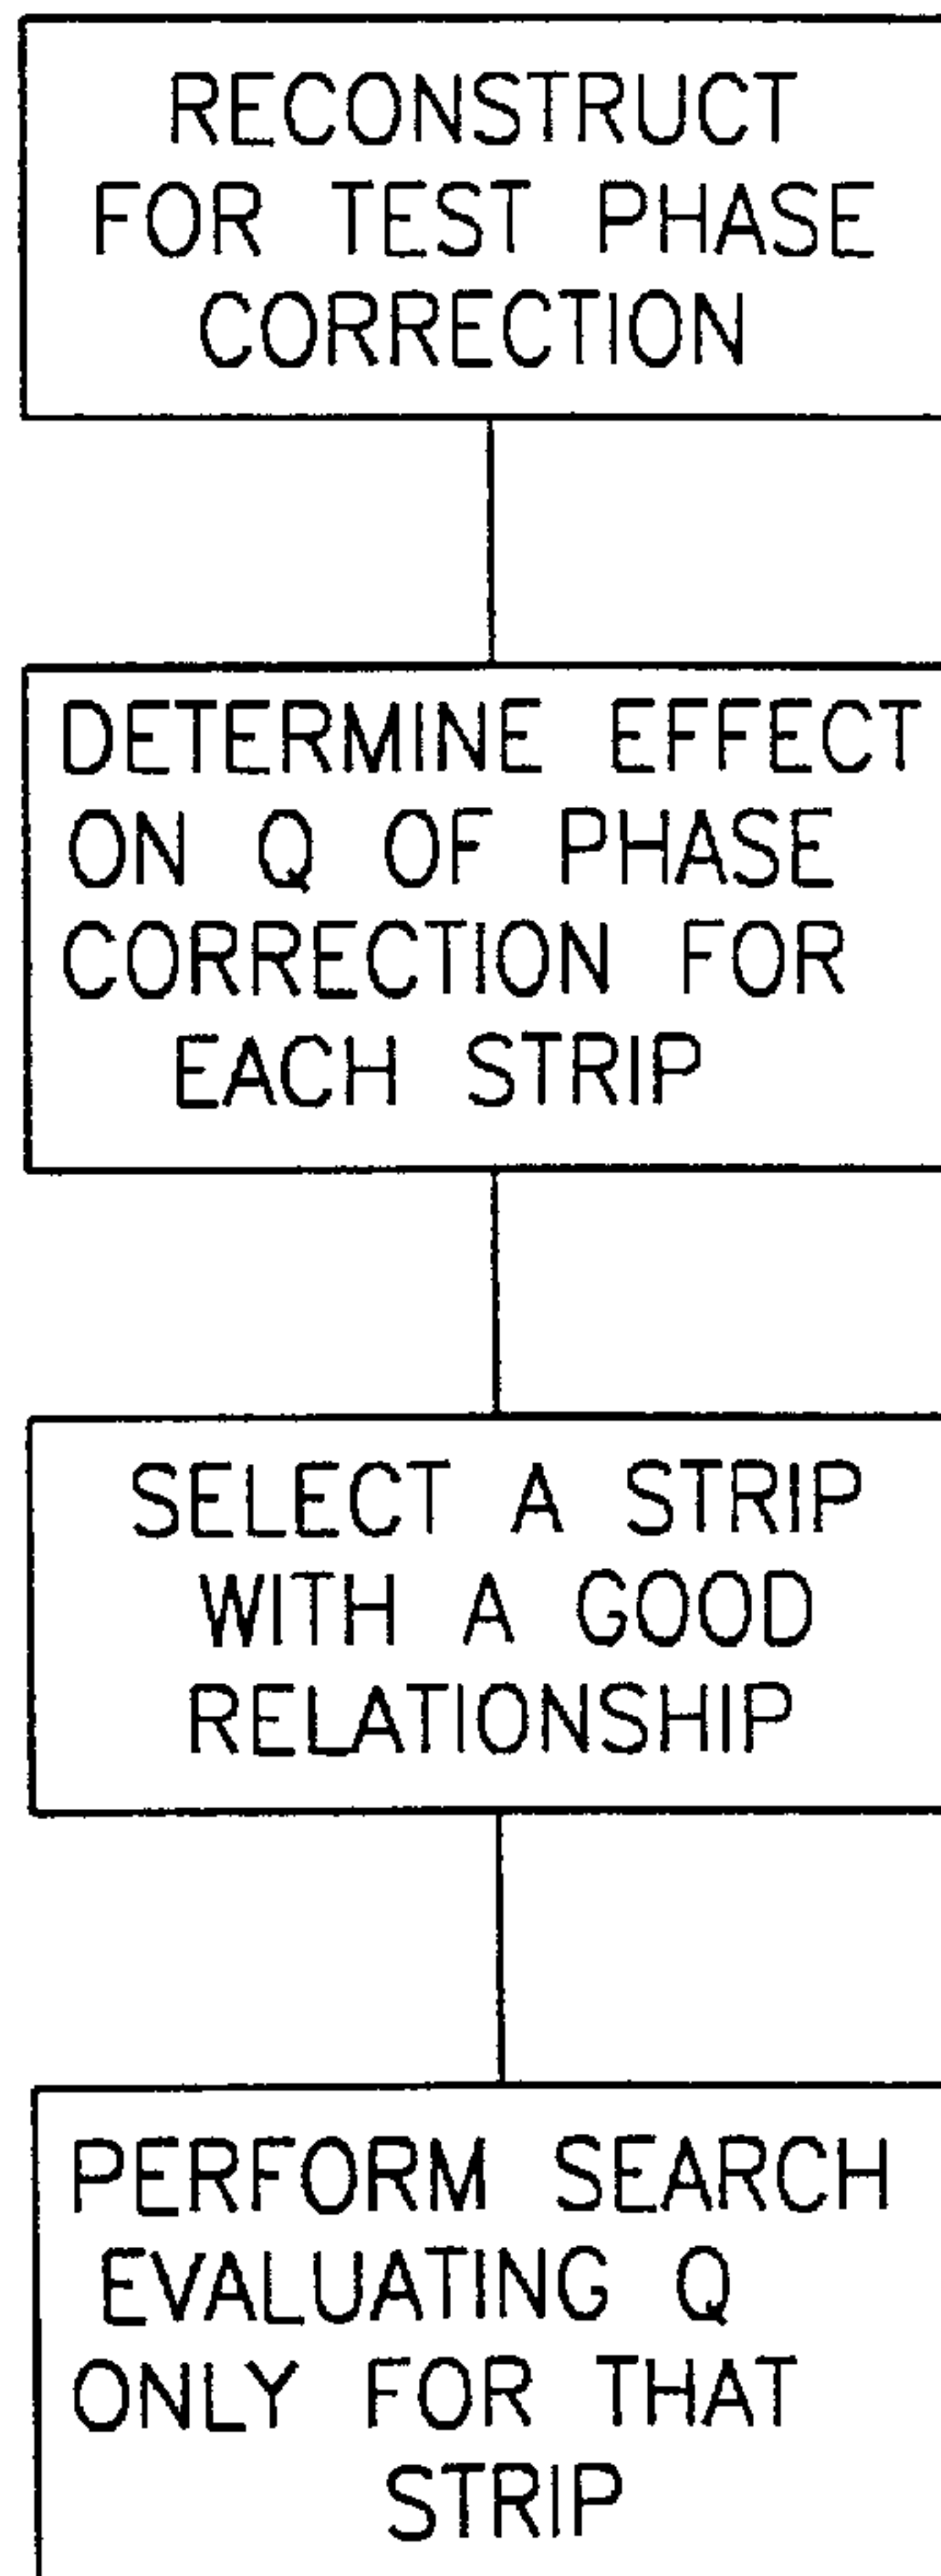 RECONSTRUCT
FOR TEST PHASE
CORRECTION
DETERMINE EFFECT
ON Q OF PHASE
CORRECTION FOR
EACH STRIP
SELECT A STRIP
WITH A GOOD
RELATIONSHIP
PERFORM SEARCH
EVALUATING Q
ONLY FOR THAT
STRIP